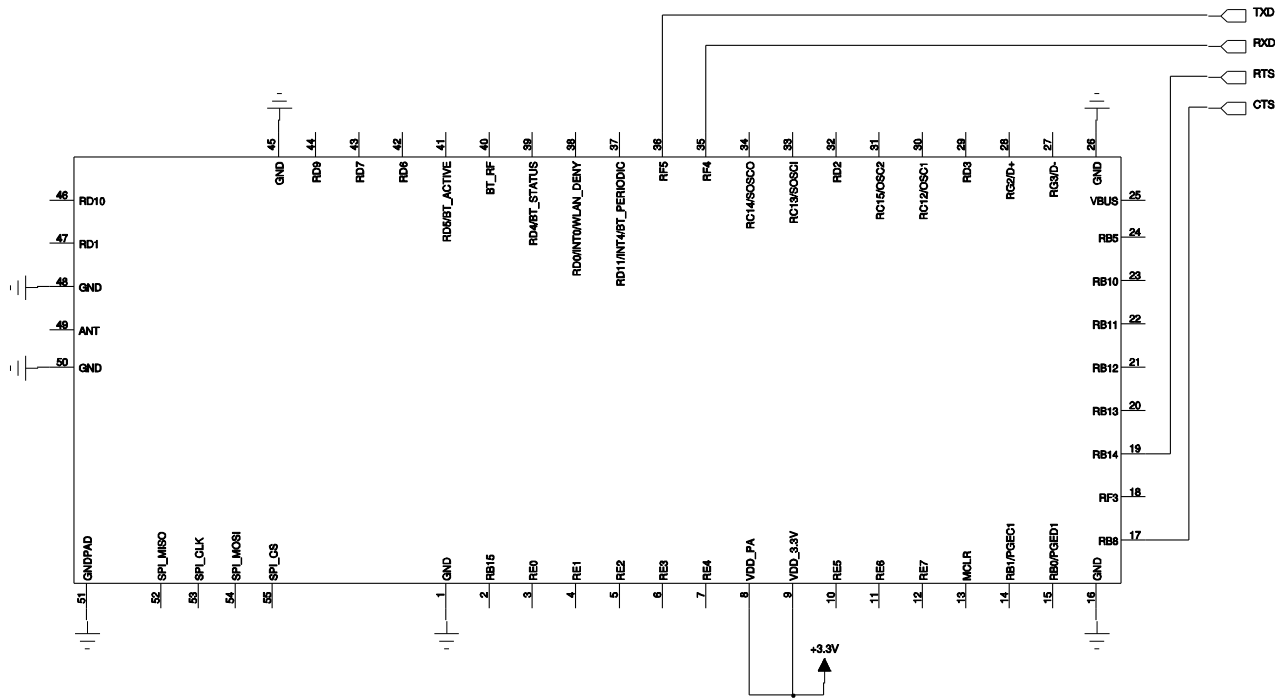 TXD
RXD
RTS
CTS
45 44 43 42 41 40 39 38 37 36 35 34 33 32 31 30 29 28 27 26
GND RD9 RD7 RD6 RD5/BT_ACTIVE BT_RF RD4/BT_STATUS RD0/INT0/WLAN_DENY RD11/INT4/BT_PERIODIC RF5 RF4 RC14/SOSCO RC13/SOSCI RD2 RC15/OSC2 RC12/OSC1 RD3 RG2/D+ RG3/D- GND
46 RD10
VBUS 25
RB5 24
47 RD1
RB10 23
48 GND
RB11 22
49 ANT
50 GND
RB12 21
RB13 20
RB14 19
RF3 18
RB8 17
GNDPAD SPI_MISO SPI_CLK SPI_MOSI SPI_CS GND RB15 RE0 RE1 RE2 RE3 RE4 VDD_PA VDD_3.3V RE5 RE6 RE7 MCLR RB1/PGEC1 RB0/PGED1 GND
51 52 53 54 55 1 2 3 4 5 6 7 8 9 10 11 12 13 14 15 16
+3.3V